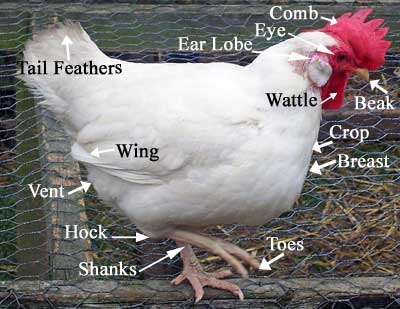 Comb
Eye
Ear Lobe
Tail Feathers
Wattle
Beak
Crop
Wing
Breast
Vent
Hock
Toes
Shanks